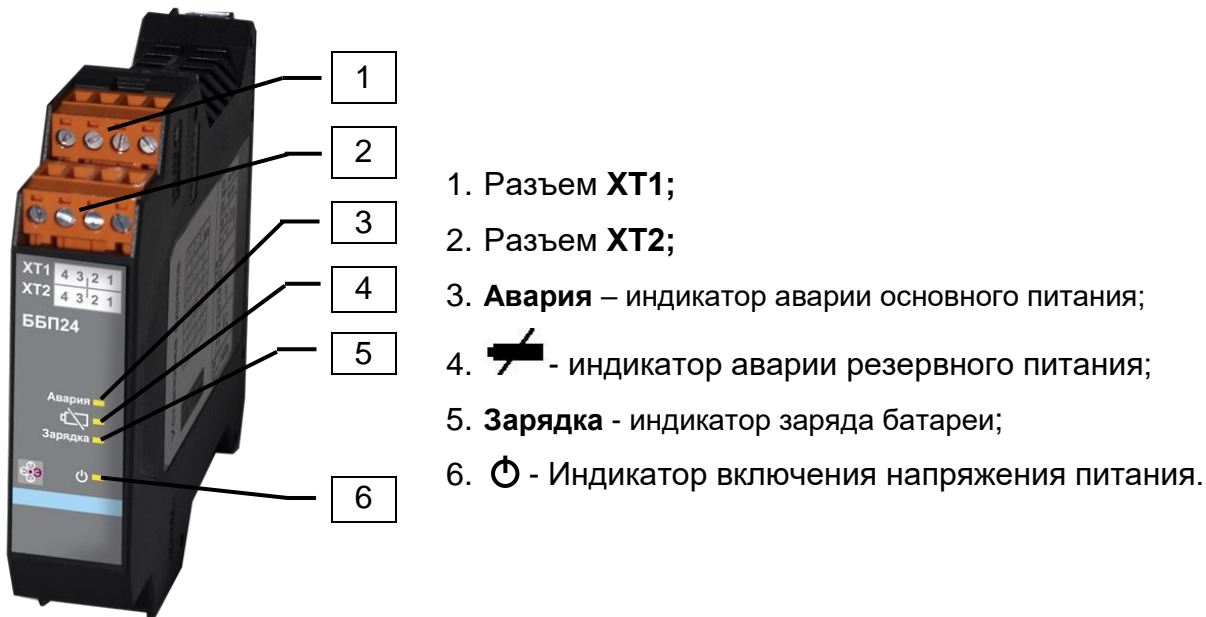 1
2
3
4
5
6
XT1 4 3 2 1
XT2 4 3 2 1
ББП24
Авария
Зарядка
1. Разъем XT1;
2. Разъем XT2;
3. Авария – индикатор аварии основного питания;
4. - индикатор аварии резервного питания;
5. Зарядка - индикатор заряда батареи;
6. - Индикатор включения напряжения питания.